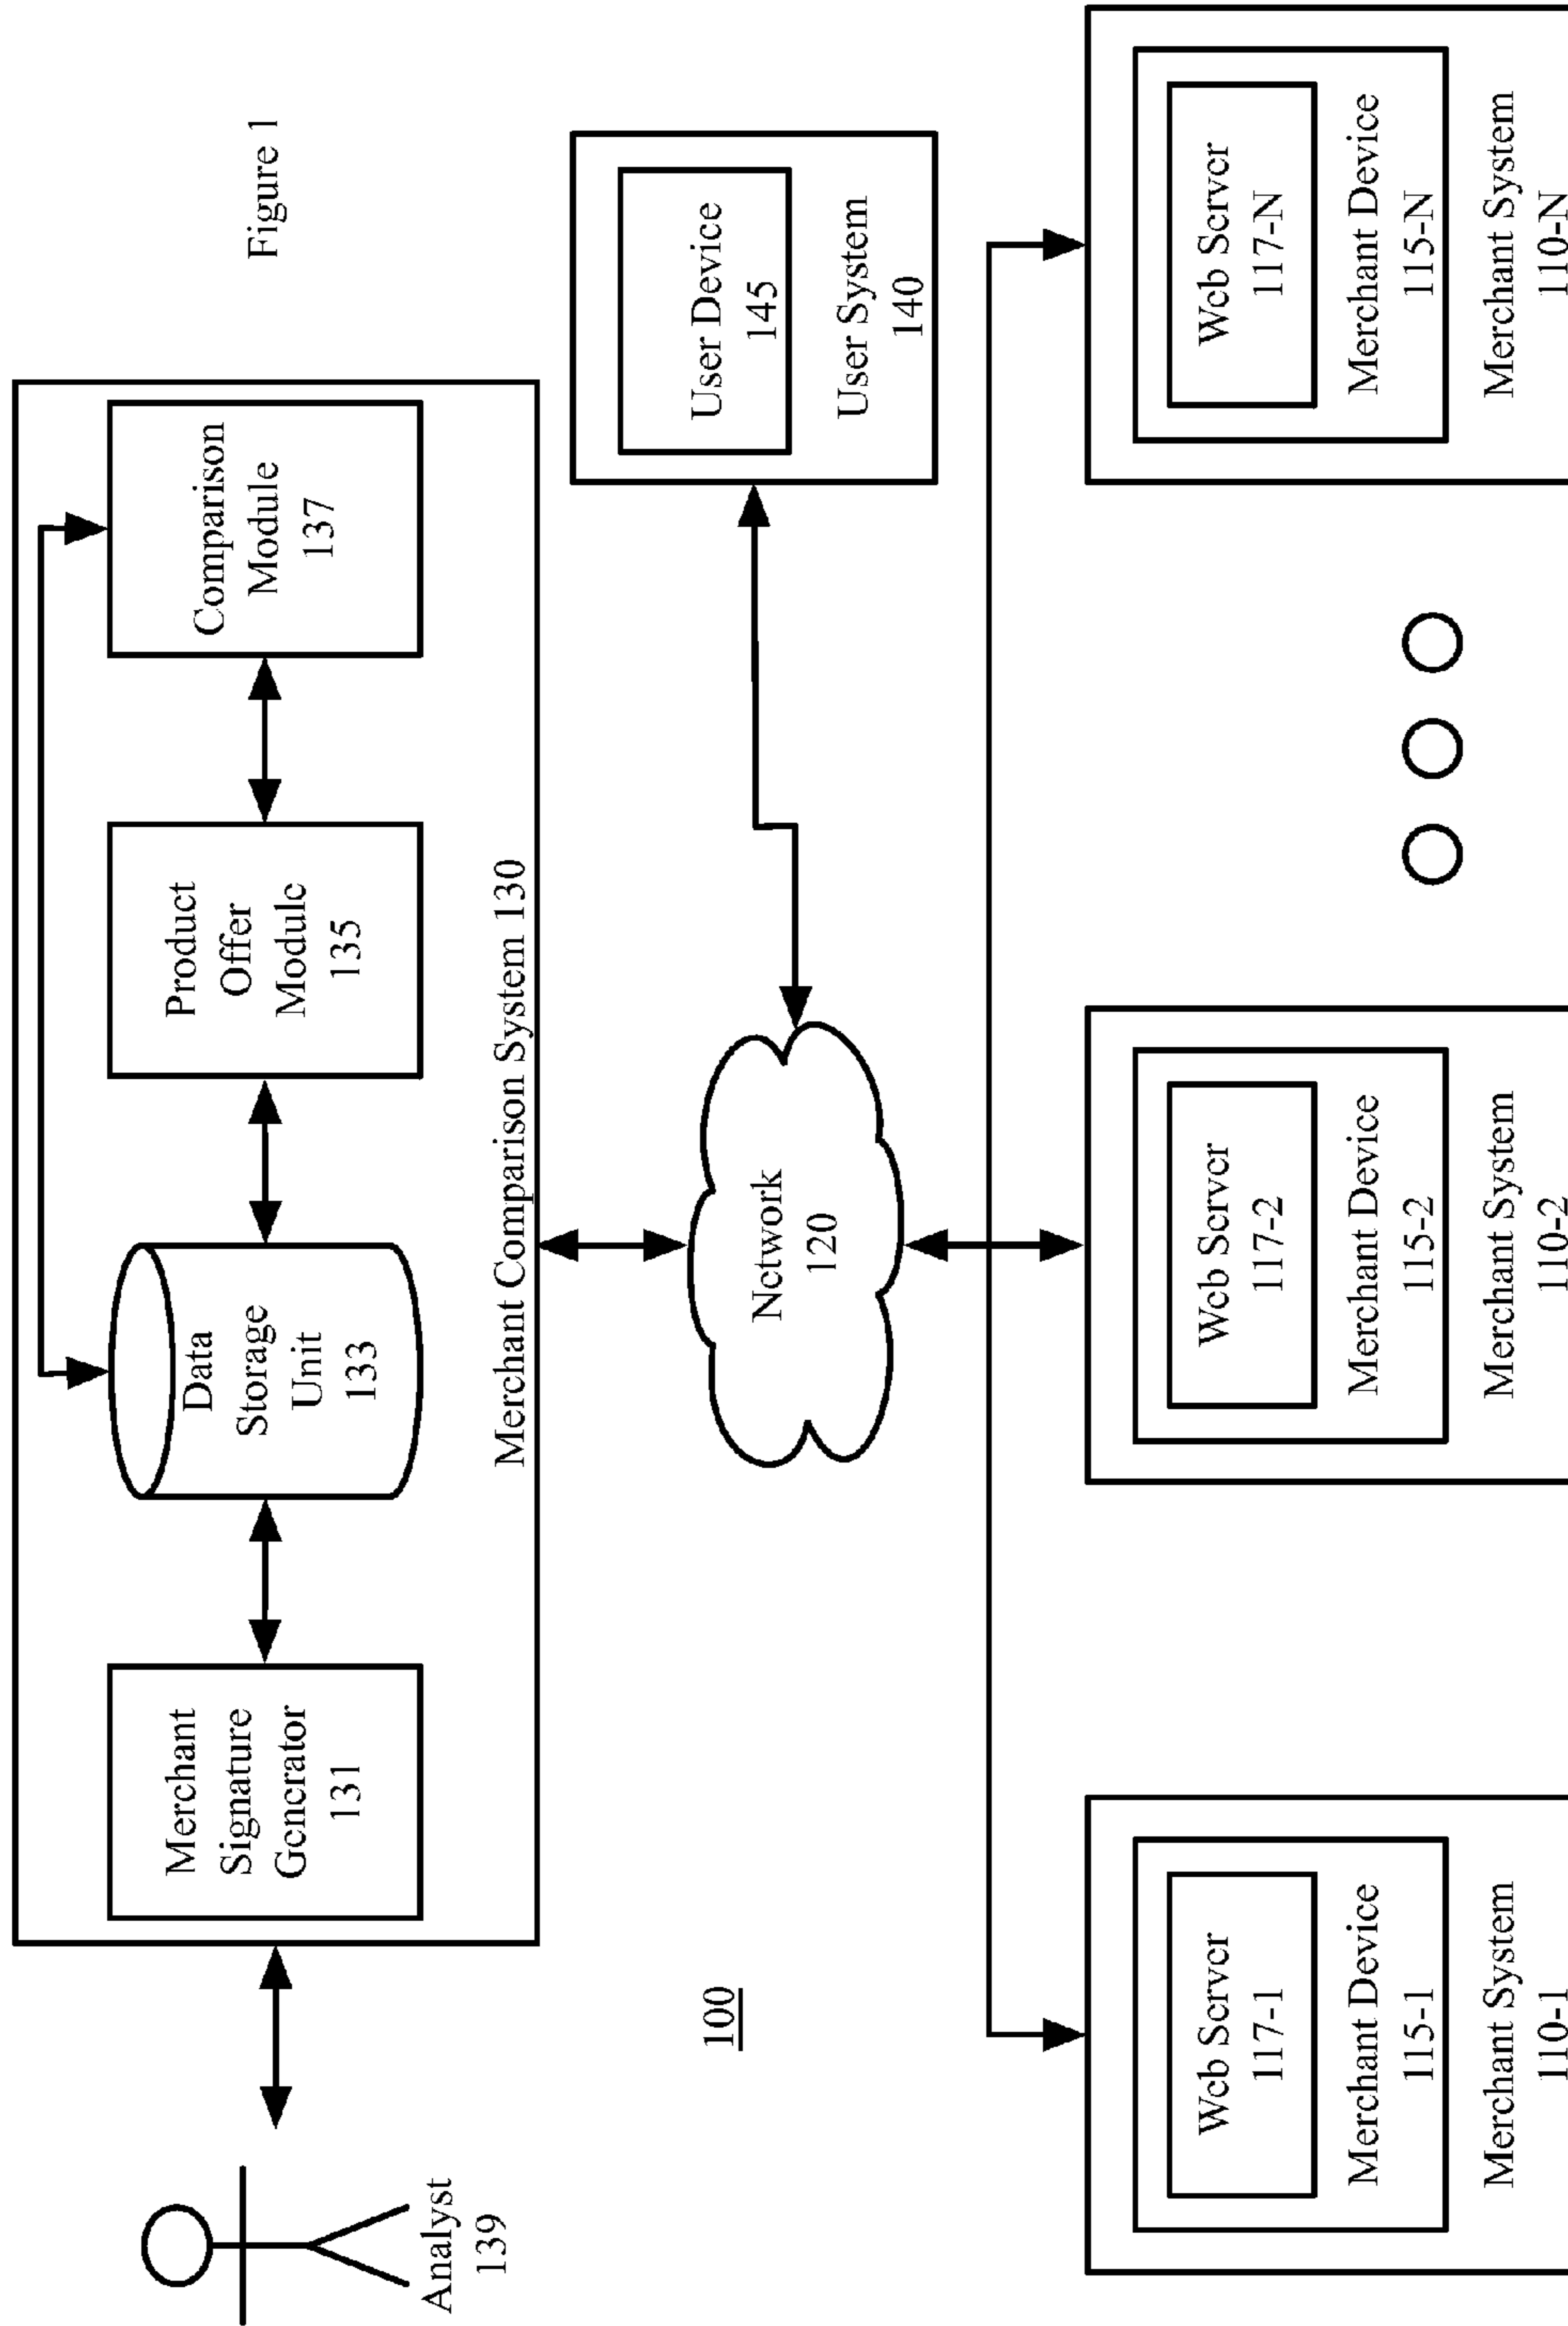 Figure 1
Merchant
Signature
Generator
131
Data
Storage
Unit
133
Product
Offer
Module
135
Comparison
Module
137
Merchant Comparison System 130
Analyst
139
100
Network
120
User Device
145
User System
140
Web Server
117-1
Merchant Device
115-1
Merchant System
110-1
Web Server
117-2
Merchant Device
115-2
Merchant System
110-2
Web Server
117-N
Merchant Device
115-N
Merchant System
110-N